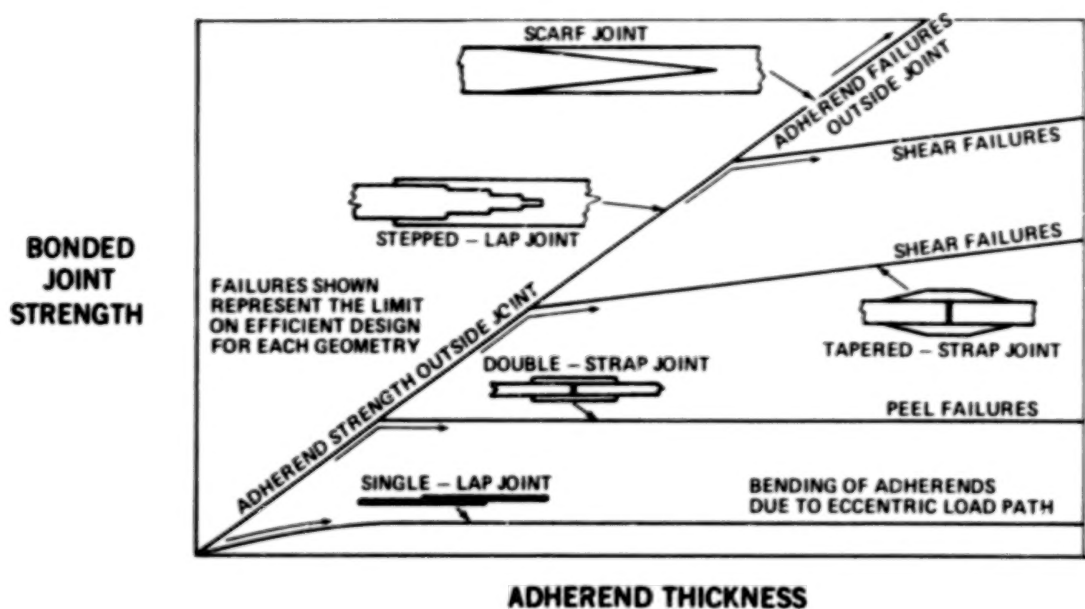 SCARF JOINT
ADHEREND FAILURES
OUTSIDE JOINT
SHEAR FAILURES
STEPPED – LAP JOINT
SHEAR FAILURES
BONDED
JOINT
STRENGTH
FAILURES SHOWN
REPRESENT THE LIMIT
ON EFFICIENT DESIGN
FOR EACH GEOMETRY
TAPERED – STRAP JOINT
ADHEREND STRENGTH OUTSIDE JOINT
DOUBLE – STRAP JOINT
PEEL FAILURES
SINGLE – LAP JOINT
BENDING OF ADHERENDS
DUE TO ECCENTRIC LOAD PATH
ADHEREND THICKNESS